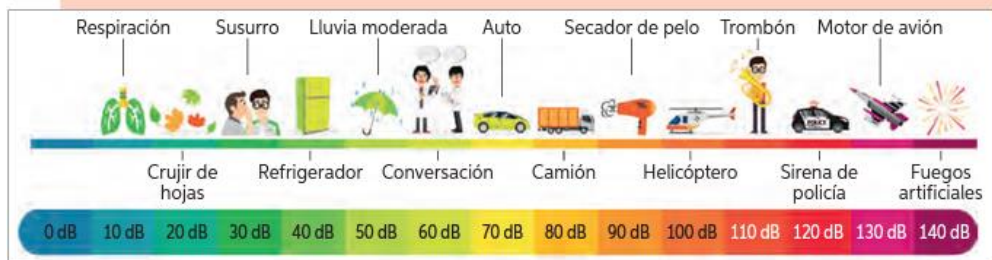 Respiración Susurro Lluvia moderada Auto Secador de pelo Trombón Motor de avión
POLICE
Crujir de hojas Refrigerador Conversación Camión Helicóptero Sirena de policía Fuegos artificiales
0 dB 10 dB 20 dB 30 dB 40 dB 50 dB 60 dB 70 dB 80 dB 90 dB 100 dB 110 dB 120 dB 130 dB 140 dB